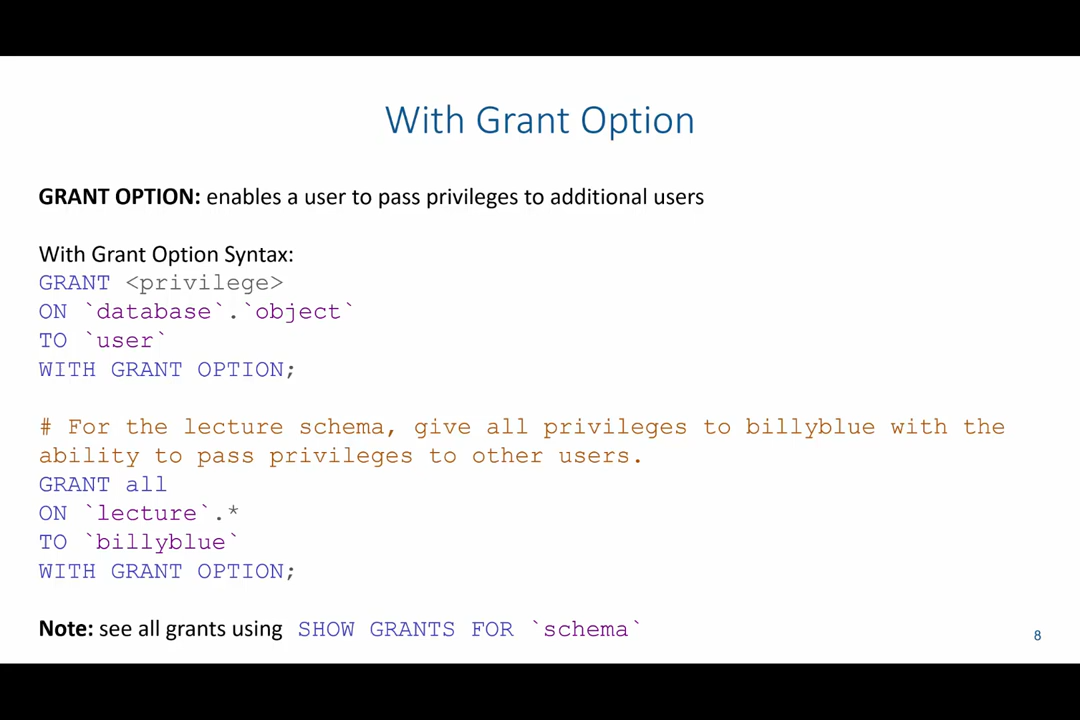 With Grant Option
GRANT OPTION: enables a user to pass privileges to additional users
With Grant Option Syntax:
GRANT <privilege>
ON `database`.`object`
TO `user`
WITH GRANT OPTION;
# For the lecture schema, give all privileges to billyblue with the
ability to pass privileges to other users.
GRANT all
ON `lecture`.*
TO `billyblue`
WITH GRANT OPTION;
Note: see all grants using SHOW GRANTS FOR `schema`
8